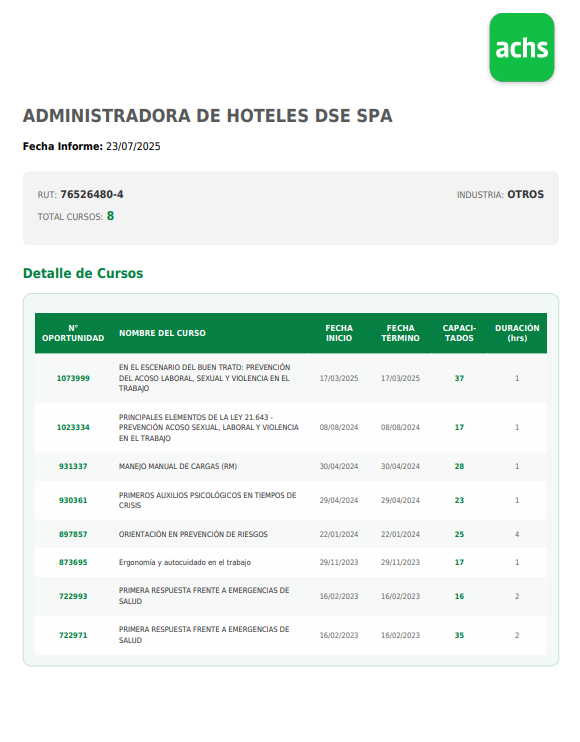 achs
ADMINISTRADORA DE HOTELES DSE SPA
Fecha Informe: 23/07/2025
RUT: 76526480-4
INDUSTRIA: OTROS
TOTAL CURSOS: 8
Detalle de Cursos
N° OPORTUNIDAD NOMBRE DEL CURSO FECHA INICIO FECHA TÉRMINO CAPACI-TADOS DURACIÓN (hrs)
1073999 EN EL ESCENARIO DEL BUEN TRATO: PREVENCIÓN DEL ACOSO LABORAL, SEXUAL Y VIOLENCIA EN EL TRABAJO 17/03/2025 17/03/2025 37 1
1023334 PRINCIPALES ELEMENTOS DE LA LEY 21.643 - PREVENCIÓN ACOSO SEXUAL, LABORAL Y VIOLENCIA EN EL TRABAJO 08/08/2024 08/08/2024 17 1
931337 MANEJO MANUAL DE CARGAS (RM) 30/04/2024 30/04/2024 28 1
930361 PRIMEROS AUXILIOS PSICOLÓGICOS EN TIEMPOS DE CRISIS 29/04/2024 29/04/2024 23 1
897857 ORIENTACIÓN EN PREVENCIÓN DE RIESGOS 22/01/2024 22/01/2024 25 4
873695 Ergonomía y autocuidado en el trabajo 29/11/2023 29/11/2023 17 1
722993 PRIMERA RESPUESTA FRENTE A EMERGENCIAS DE SALUD 16/02/2023 16/02/2023 16 2
722971 PRIMERA RESPUESTA FRENTE A EMERGENCIAS DE SALUD 16/02/2023 16/02/2023 35 2